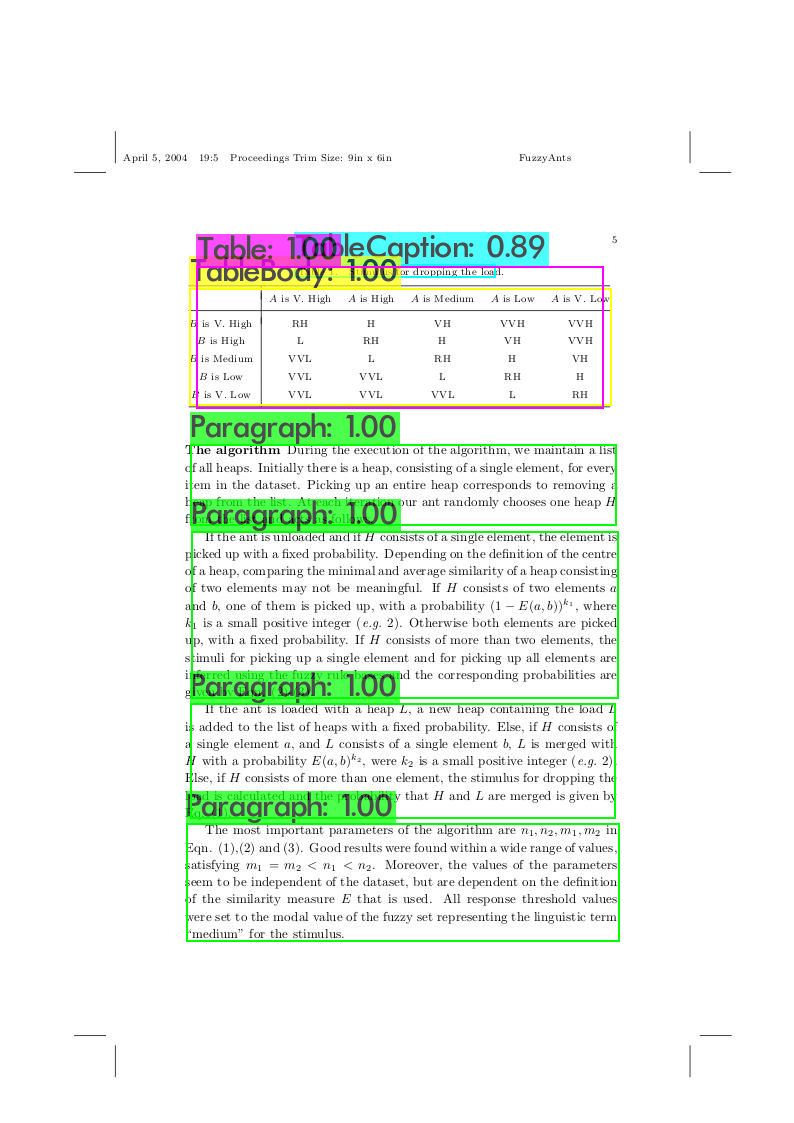 April 5, 2004 19:5 Proceedings Trim Size: 9in x 6in FuzzyAnts
5
Table: 1.00 TableCaption: 0.89
TableBody: 1.00 for dropping the load.
A is V. High A is High A is Medium A is Low A is V. Low
B is V. High RH H VH VVH VVH
B is High L RH H VH VVH
B is Medium VVL L RH H VH
B is Low VVL VVL L RH H
B is V. Low VVL VVL VVL L RH
Paragraph: 1.00
The algorithm During the execution of the algorithm, we maintain a list
of all heaps. Initially there is a heap, consisting of a single element, for every
item in the dataset. Picking up an entire heap corresponds to removing a
heap from the list. At each iteration our ant randomly chooses one heap H
Paragraph: 1.00
If the ant is unloaded and if H consists of a single element, the element is
picked up with a fixed probability. Depending on the definition of the centre
of a heap, comparing the minimal and average similarity of a heap consisting
of two elements may not be meaningful. If H consists of two elements a
and b, one of them is picked up, with a probability (1 − E(a, b))^{k_1}, where
k_1 is a small positive integer (e.g. 2). Otherwise both elements are picked
up, with a fixed probability. If H consists of more than two elements, the
stimuli for picking up a single element and for picking up all elements are
inferred using the fuzzy rule bases and the corresponding probabilities are
Paragraph: 1.00
If the ant is loaded with a heap L, a new heap containing the load L
is added to the list of heaps with a fixed probability. Else, if H consists of
a single element a, and L consists of a single element b, L is merged with
H with a probability E(a, b)^{k_2}, were k_2 is a small positive integer (e.g. 2).
Else, if H consists of more than one element, the stimulus for dropping the
load is calculated and the probability that H and L are merged is given by
Paragraph: 1.00
The most important parameters of the algorithm are n_1, n_2, m_1, m_2 in
Eqn. (1),(2) and (3). Good results were found within a wide range of values,
satisfying m_1 = m_2 < n_1 < n_2. Moreover, the values of the parameters
seem to be independent of the dataset, but are dependent on the definition
of the similarity measure E that is used. All response threshold values
were set to the modal value of the fuzzy set representing the linguistic term
“medium” for the stimulus.